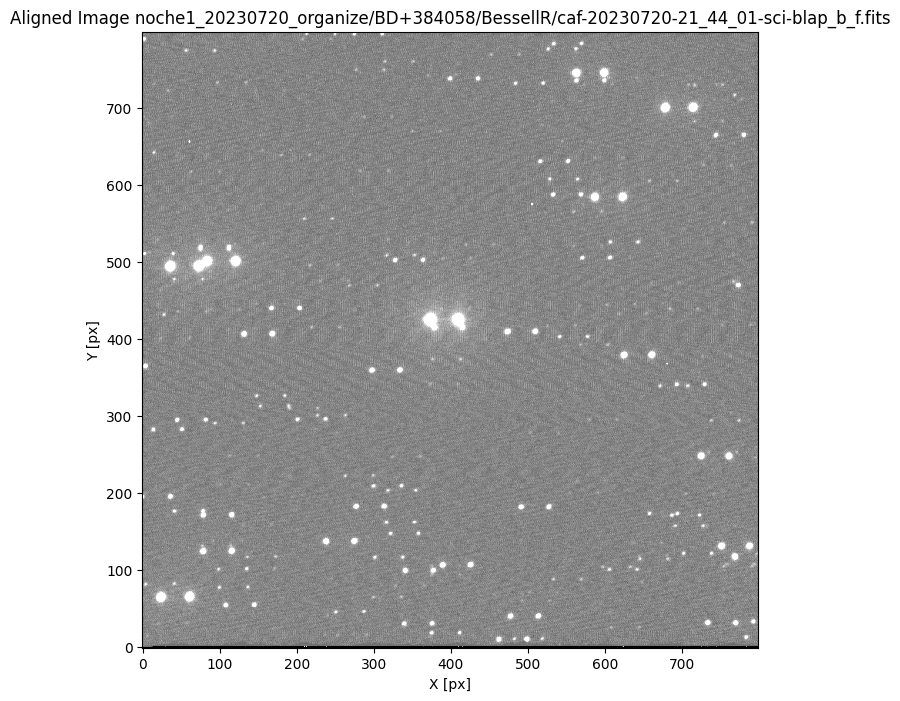 Aligned Image noche1_20230720_organize/BD+384058/BessellR/caf-20230720-21_44_01-sci-blap_b_f.fits
700
600
500
400
300
200
100
0
Y [px]
0 100 200 300 400 500 600 700
X [px]